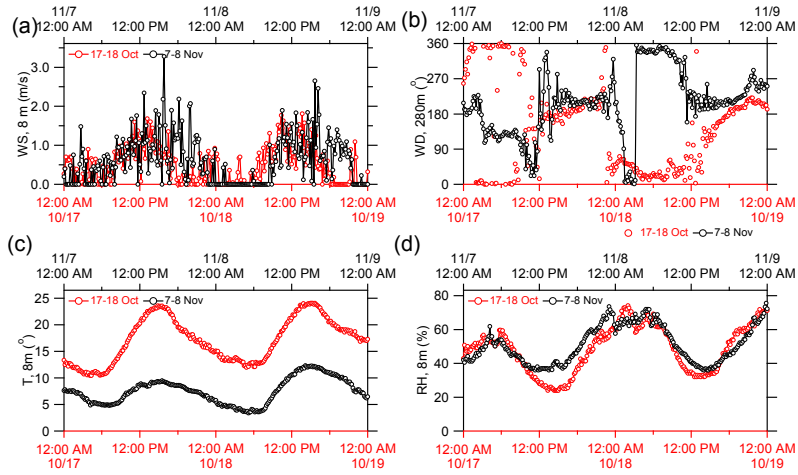 11/7 11/8 11/9
12:00 AM 12:00 PM 12:00 AM 12:00 PM 12:00 AM
(a)
17-18 Oct 7-8 Nov
WS, 8 m (m/s)
3.0
2.0
1.0
0.0
12:00 AM 12:00 PM 12:00 AM 12:00 PM 12:00 AM
10/17 10/18 10/19
11/7 11/8 11/9
12:00 AM 12:00 PM 12:00 AM 12:00 PM 12:00 AM
(b)
WD, 280m (°)
360
270
180
90
0
12:00 AM 12:00 PM 12:00 AM 12:00 PM 12:00 AM
10/17 10/18 10/19
17-18 Oct 7-8 Nov
(c)
11/7 11/8 11/9
12:00 AM 12:00 PM 12:00 AM 12:00 PM 12:00 AM
17-18 Oct 7-8 Nov
T, 8m (°)
25
20
15
10
5
0
12:00 AM 12:00 PM 12:00 AM 12:00 PM 12:00 AM
10/17 10/18 10/19
(d)
11/7 11/8 11/9
12:00 AM 12:00 PM 12:00 AM 12:00 PM 12:00 AM
17-18 Oct 7-8 Nov
RH, 8m (%)
80
60
40
20
0
12:00 AM 12:00 PM 12:00 AM 12:00 PM 12:00 AM
10/17 10/18 10/19